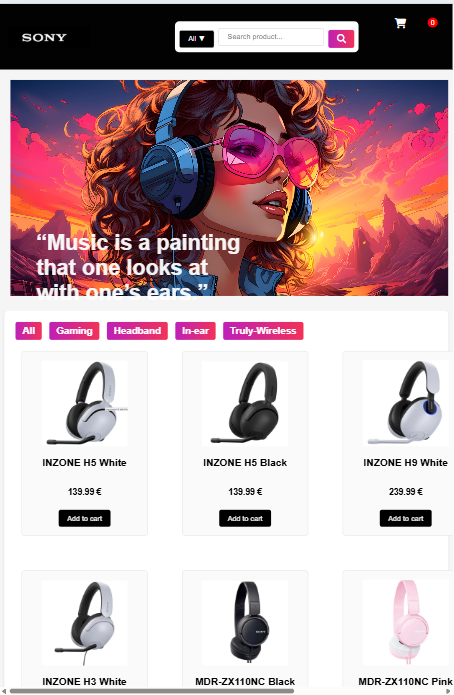 SONY
All ▼
Search product...
0
“Music is a painting
that one looks at
with one’s ears.”
All
Gaming
Headband
In-ear
Truly-Wireless
INZONE H5 White
139.99 €
Add to cart
INZONE H5 Black
139.99 €
Add to cart
INZONE H9 White
239.99 €
Add to cart
INZONE H3 White
MDR-ZX110NC Black
MDR-ZX110NC Pink